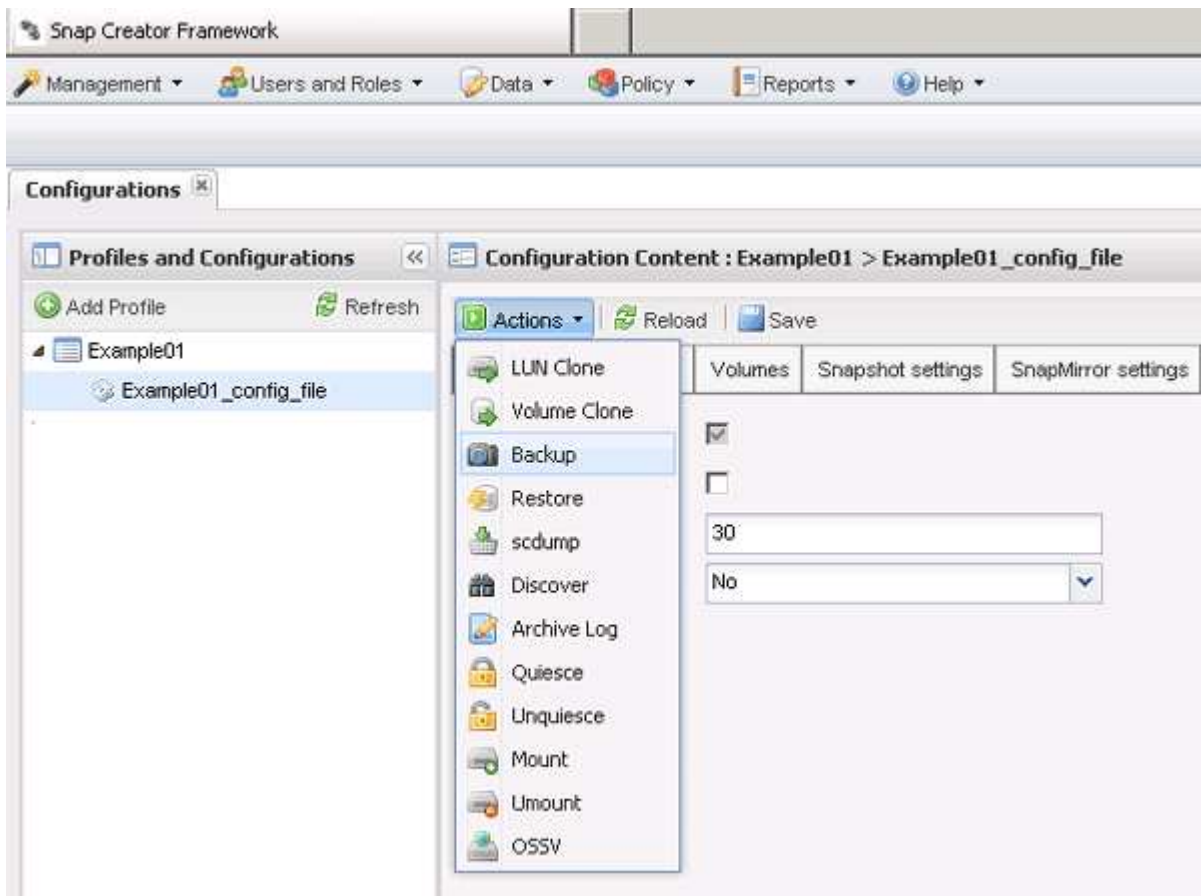 Snap Creator Framework
Management Users and Roles Data Policy Reports Help
Configurations
Profiles and Configurations
Add Profile Refresh
Example01
Example01_config_file
Configuration Content : Example01 > Example01_config_file
Actions Reload Save
Volumes Snapshot settings SnapMirror settings
LUN Clone
Volume Clone
Backup
Restore
scdump
Discover
Archive Log
Quiesce
Unquiesce
Mount
Umount
OSSV
30
No